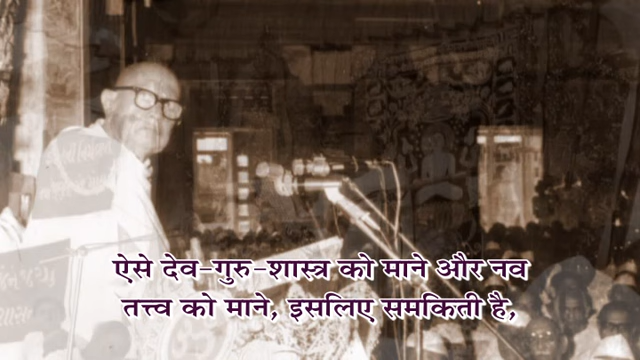 ऐसे देव-गुरु-शास्त्र को माने और नव
तत्त्व को माने, इसलिए समकिती है,